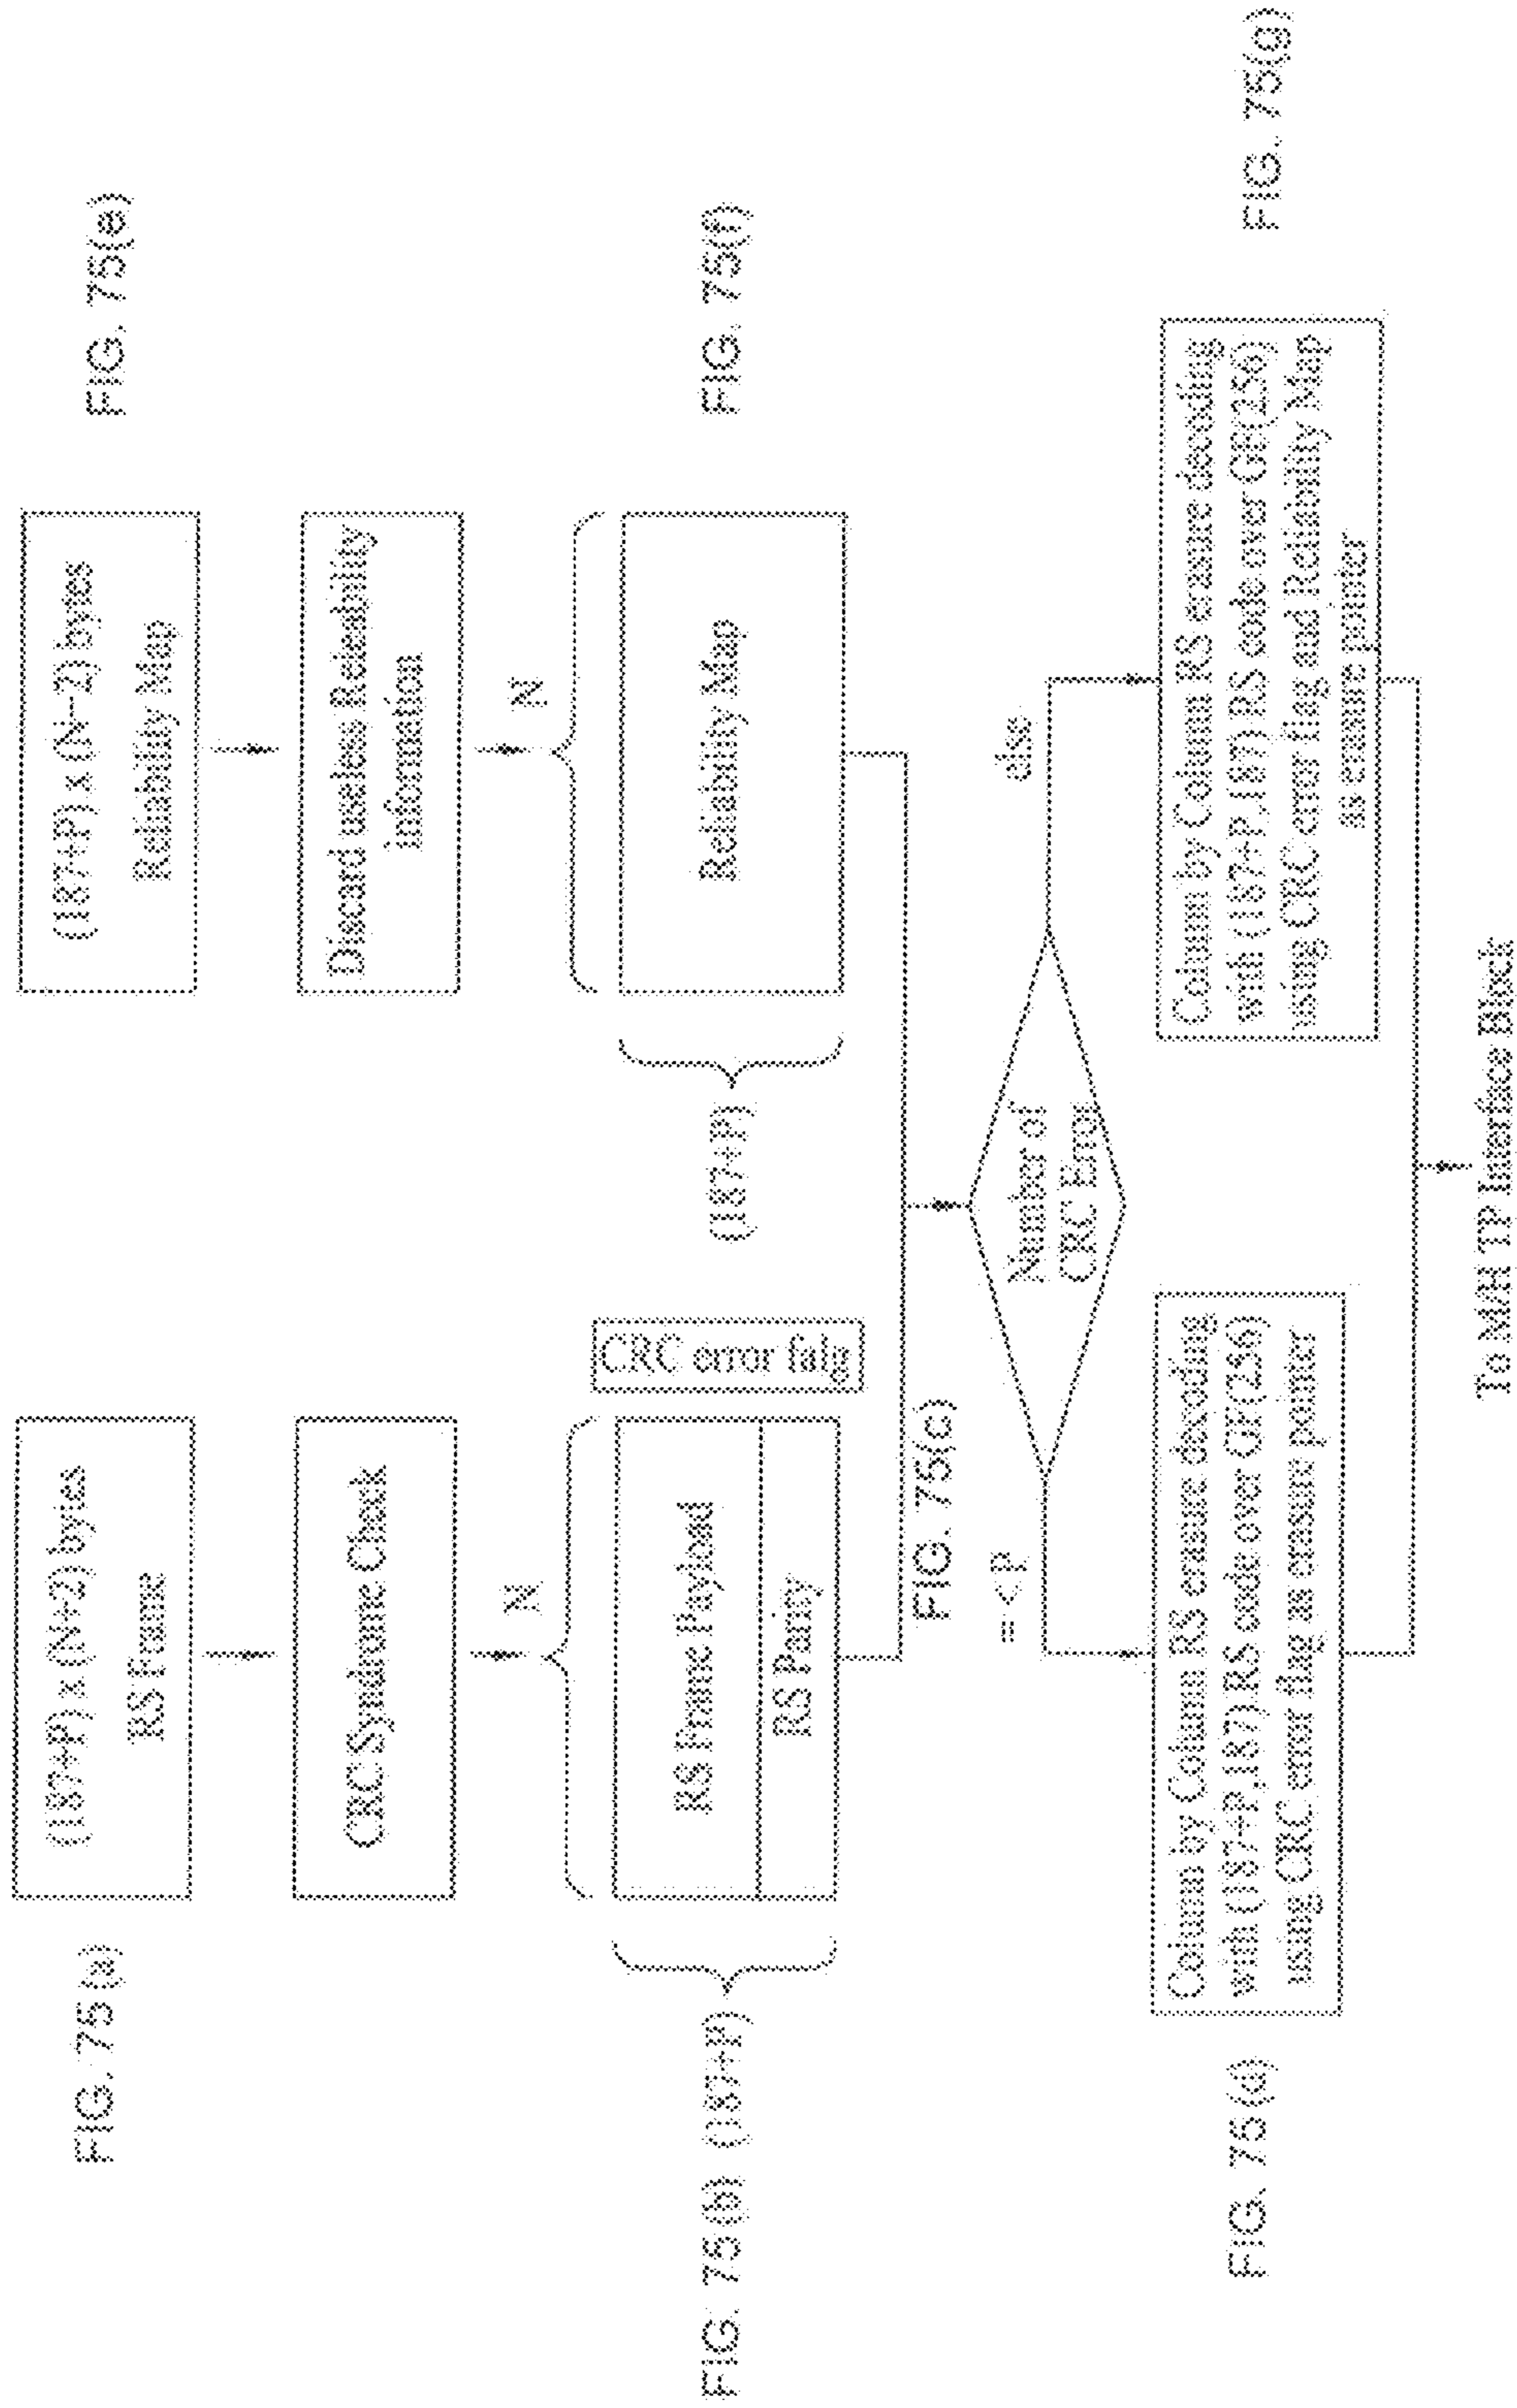 FIG. 75(a)
(187+P) x (N+2) bytes
RS Frame
(187+P) x (N-2) bytes
Reliability Map
FIG. 75(e)
CRC Syndrome Check
Discard useless Releability
information
N
N
FIG. 75(b)
(187+P)
RS Frame Payload
RS Parity
CRC error falg
(187+P)
Reliability Map
FIG. 75(f)
FIG. 75(c)
=<P
Number of
CRC Error
else
FIG. 75(d)
Column by Column RS erasure decoding
with (187+P,187) RS code over GF(256)
using CRC error flag as erasure pointer
Column by Column RS erasure decoding
with (187+P,187) RS code over GF(256)
using CRC error flag and Reliability Map
as erasure pointer
FIG. 75(g)
To M/H TP Interface Block